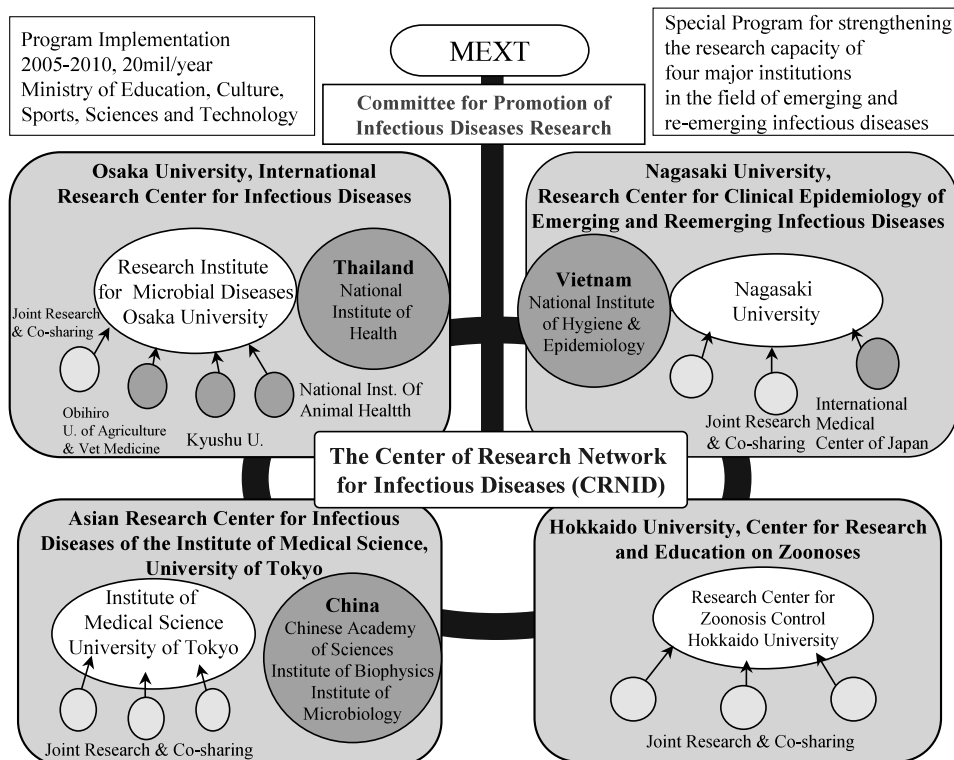 Program Implementation
2005-2010, 20mil/year
Ministry of Education, Culture,
Sports, Sciences and Technology
MEXT
Committee for Promotion of
Infectious Diseases Research
Special Program for strengthening
the research capacity of
four major institutions
in the field of emerging and
re-emerging infectious diseases
Osaka University, International
Research Center for Infectious Diseases
Research Institute
for Microbial Diseases
Osaka University
Thailand
National
Institute of
Health
Joint Research
& Co-sharing
Obihiro
U. of Agriculture
& Vet Medicine
Kyushu U.
National Inst. Of
Animal Healtth
Nagasaki University,
Research Center for Clinical Epidemiology of
Emerging and Reemerging Infectious Diseases
Vietnam
National Institute
of Hygiene &
Epidemiology
Nagasaki
University
Joint Research
& Co-sharing
International
Medical
Center of Japan
The Center of Research Network
for Infectious Diseases (CRNID)
Asian Research Center for Infectious
Diseases of the Institute of Medical Science,
University of Tokyo
Institute of
Medical Science
University of Tokyo
China
Chinese Academy
of Sciences
Institute of Biophysics
Institute of
Microbiology
Joint Research & Co-sharing
Hokkaido University, Center for Research
and Education on Zoonoses
Research Center for
Zoonosis Control
Hokkaido University
Joint Research & Co-sharing